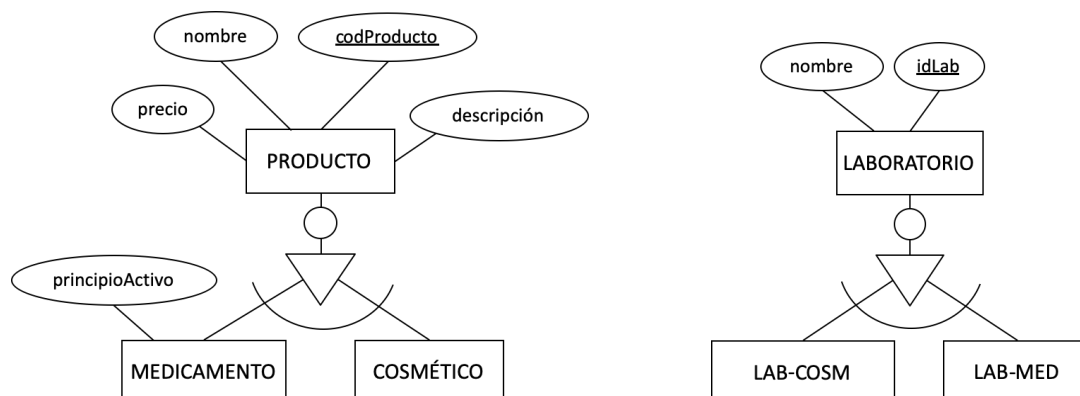 nombre
codProducto
precio
descripción
PRODUCTO
principioActivo
MEDICAMENTO
COSMÉTICO
nombre
idLab
LABORATORIO
LAB-COSM
LAB-MED